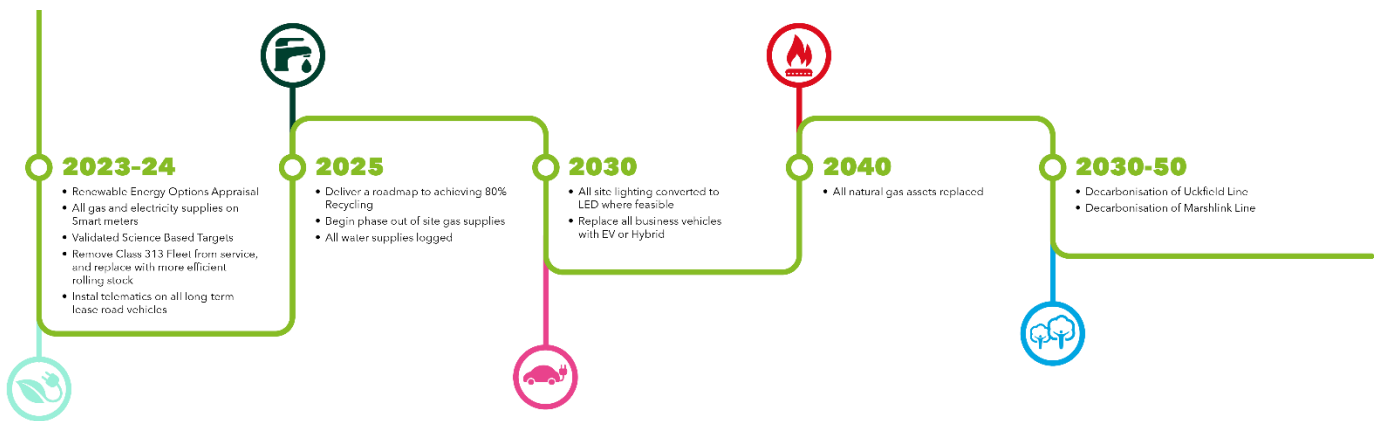 2023-24
• Renewable Energy Options Appraisal
• All gas and electricity supplies on
Smart meters
• Validated Science Based Targets
• Remove Class 313 Fleet from service,
and replace with more efficient
rolling stock
• Instal telematics on all long term
lease road vehicles
2025
• Deliver a roadmap to achieving 80%
Recycling
• Begin phase out of site gas supplies
• All water supplies logged
2030
• All site lighting converted to
LED where feasible
• Replace all business vehicles
with EV or Hybrid
2040
• All natural gas assets replaced
2030-50
• Decarbonisation of Uckfield Line
• Decarbonisation of Marshlink Line